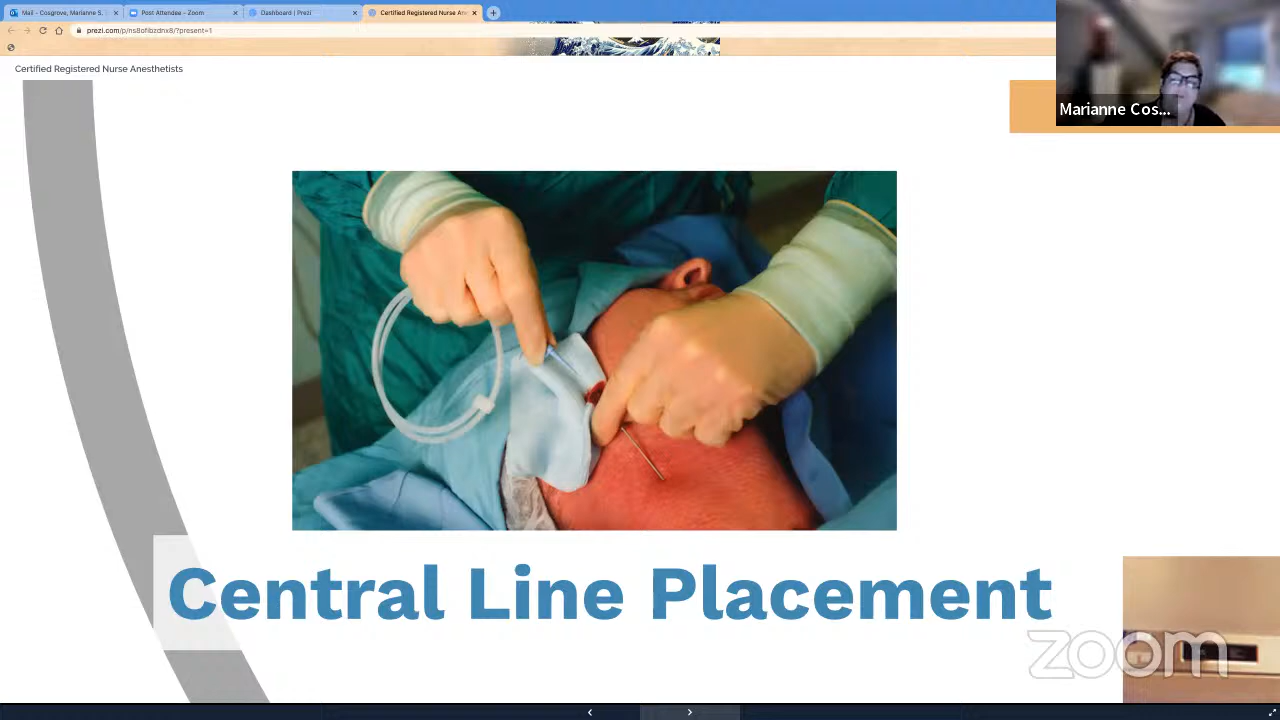 Mail - Cosgrove, Marianne S.
Post Attendee - Zoom
Dashboard | Prezi
Certified Registered Nurse An
prezi.com/p/ns8ofibzdnx8/?present=1
Certified Registered Nurse Anesthetists
Marianne Cos...
Central Line Placement
zoom